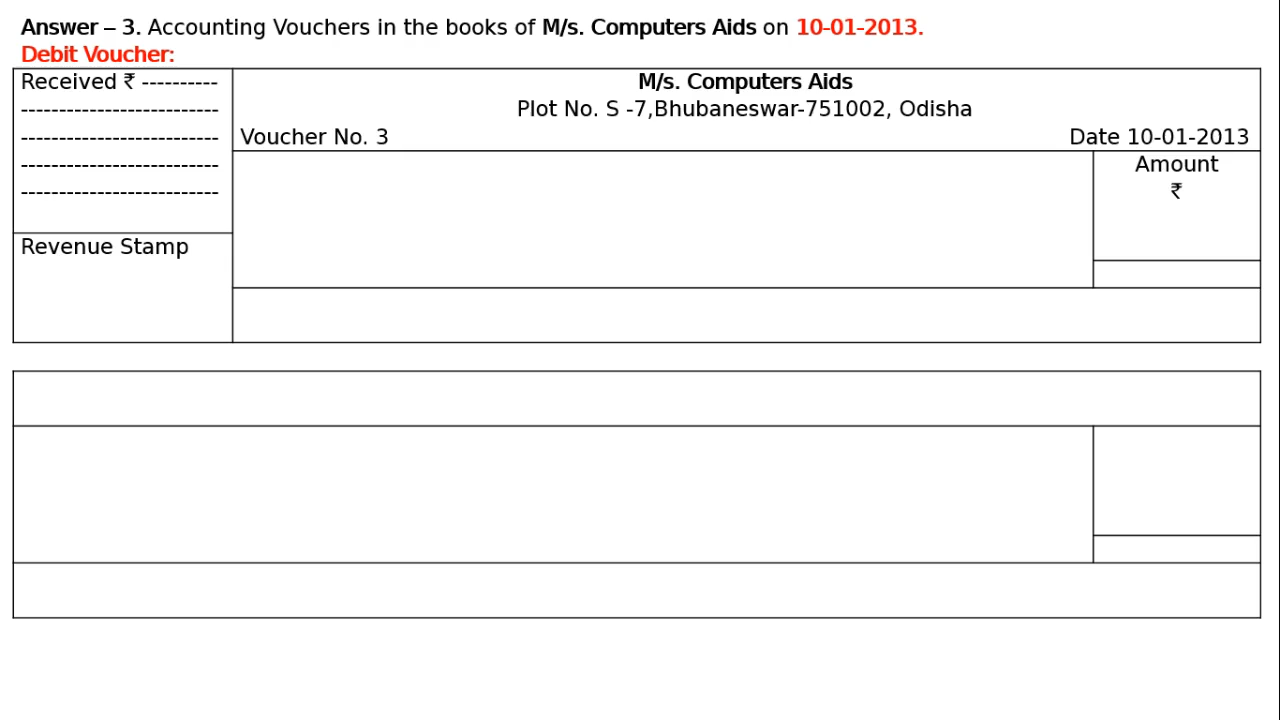 Answer – 3. Accounting Vouchers in the books of M/s. Computers Aids on 10-01-2013.
Debit Voucher:
Received ₹ ----------
--------------------------
--------------------------
--------------------------
--------------------------
Revenue Stamp
M/s. Computers Aids
Plot No. S -7,Bhubaneswar-751002, Odisha
Voucher No. 3 Date 10-01-2013
Amount
₹